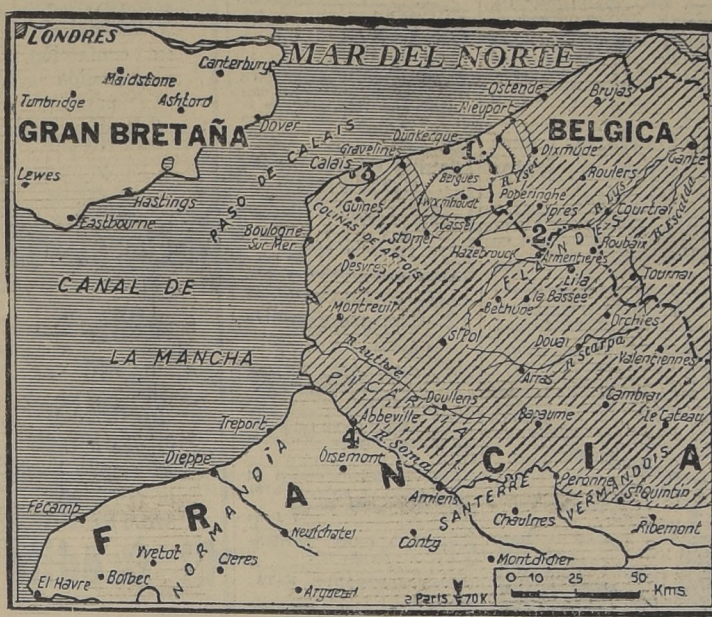 LONDRES
MAR DEL NORTE
Canterbury
Maidstone
Tunbridge
Ashford
GRAN BRETAÑA
Dover
Lewes
Hastings
Eastbourne
PASO DE CALAIS
Ostende
Brujas
Nieuport
BELGICA
Dunkerque
1
Gravelines
Calais
3
Bergues
R. Yser
Dixmude
Gante
Roulers
Wormhoudt
Poperinghe
Guines
Cassel
Ypres
R. Lys
Courtrai
R. Escalda
COLINAS DE ARTOIS
St Omer
Boulogne
Sur Mer
Hazebrouck
2
Armentieres
Roubaix
FLANDES
Desvres
Lila
Tournai
CANAL DE
LA MANCHA
Bethune
la Bassée
Montreuil
Orchies
St Pol
Douai
R Scarpa
Valenciennes
R. Authie
Arras
PICARDIA
Cambrai
Doullens
Treport
Abbeville
Bapaume
Le Cateau
4
R. Soma
Oisemont
Dieppe
FRANCIA
NORMANDIA
Peronne
VERMANDOIS
St Quintin
Amiens
SANTERRE
Fécamp
Chaulnes
Neufchatel
Ribemont
Yvetot
Cleres
Conty
Montdidier
El Havre
Bolbec
a Paris 70K
0 10 25 50
Kms.